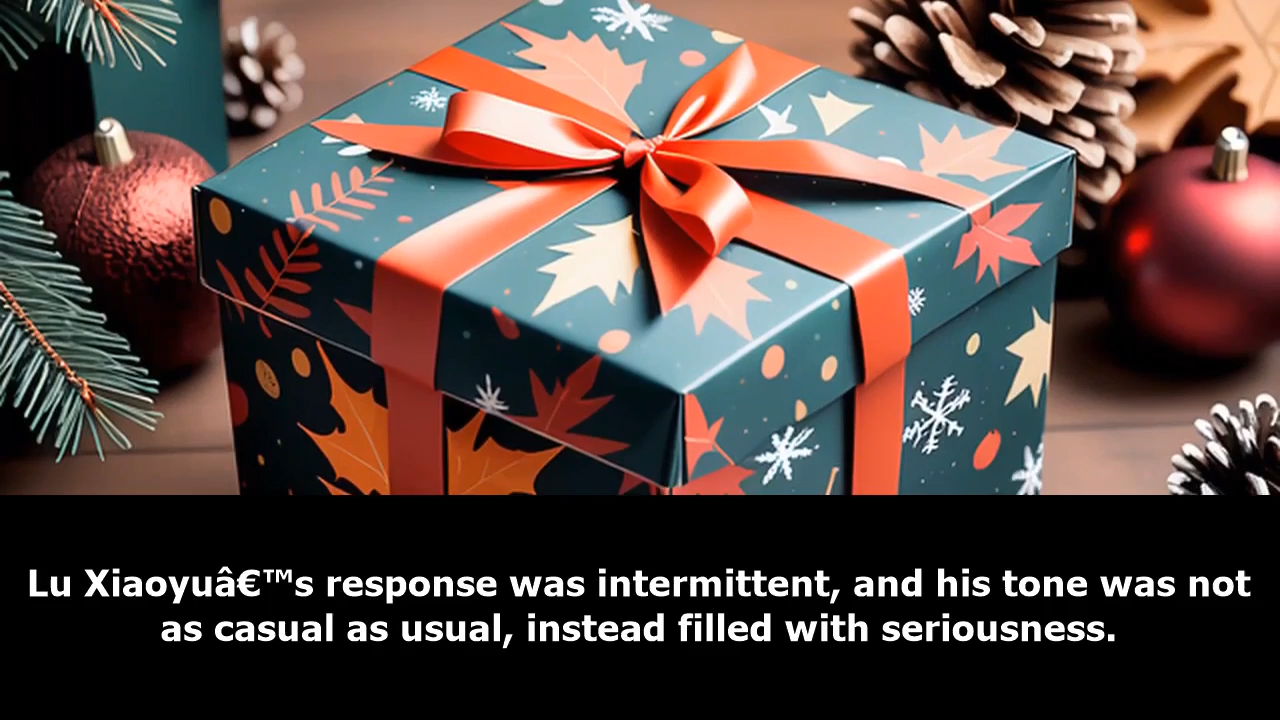 Lu Xiaoyuâ€™s response was intermittent, and his tone was not
as casual as usual, instead filled with seriousness.